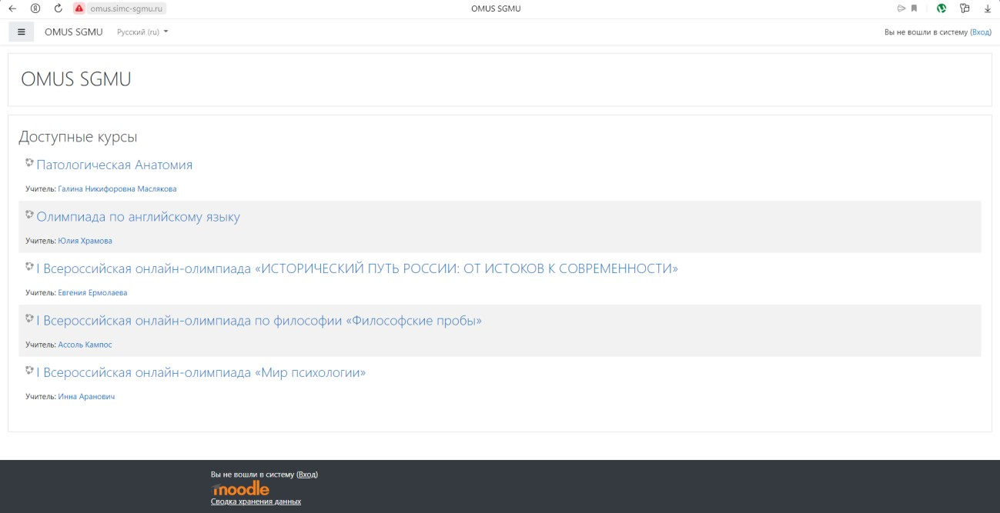 omus.simc-sgmu.ru OMUS SGMU
OMUS SGMU Русский (ru) Вы не вошли в систему (Вход)
OMUS SGMU
Доступные курсы
Патологическая Анатомия
Учитель: Галина Никифоровна Маслякова
Олимпиада по английскому языку
Учитель: Юлия Храмова
I Всероссийская онлайн-олимпиада «ИСТОРИЧЕСКИЙ ПУТЬ РОССИИ: ОТ ИСТОКОВ К СОВРЕМЕННОСТИ»
Учитель: Евгения Ермолаева
I Всероссийская онлайн-олимпиада по философии «Философские пробы»
Учитель: Ассоль Кампос
I Всероссийская онлайн-олимпиада «Мир психологии»
Учитель: Инна Аранович
Вы не вошли в систему (Вход)
moodle
Сводка хранения данных